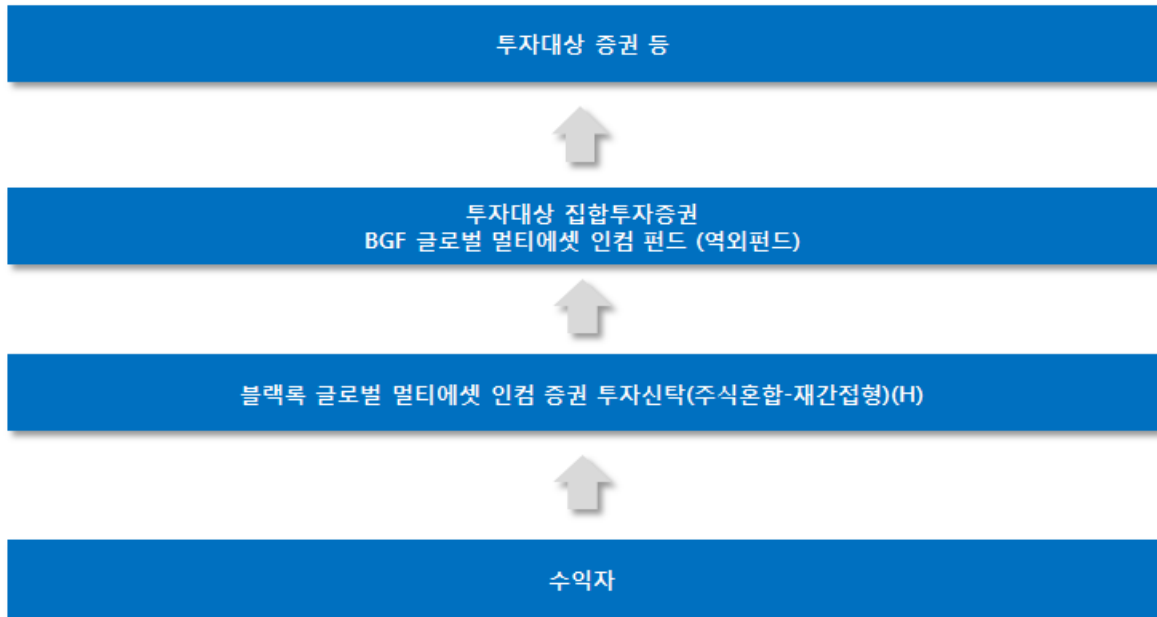 투자대상 증권 등
투자대상 집합투자증권
BGF 글로벌 멀티에셋 인컴 펀드 (역외펀드)
블랙록 글로벌 멀티에셋 인컴 증권 투자신탁(주식혼합-재간접형)(H)
수익자